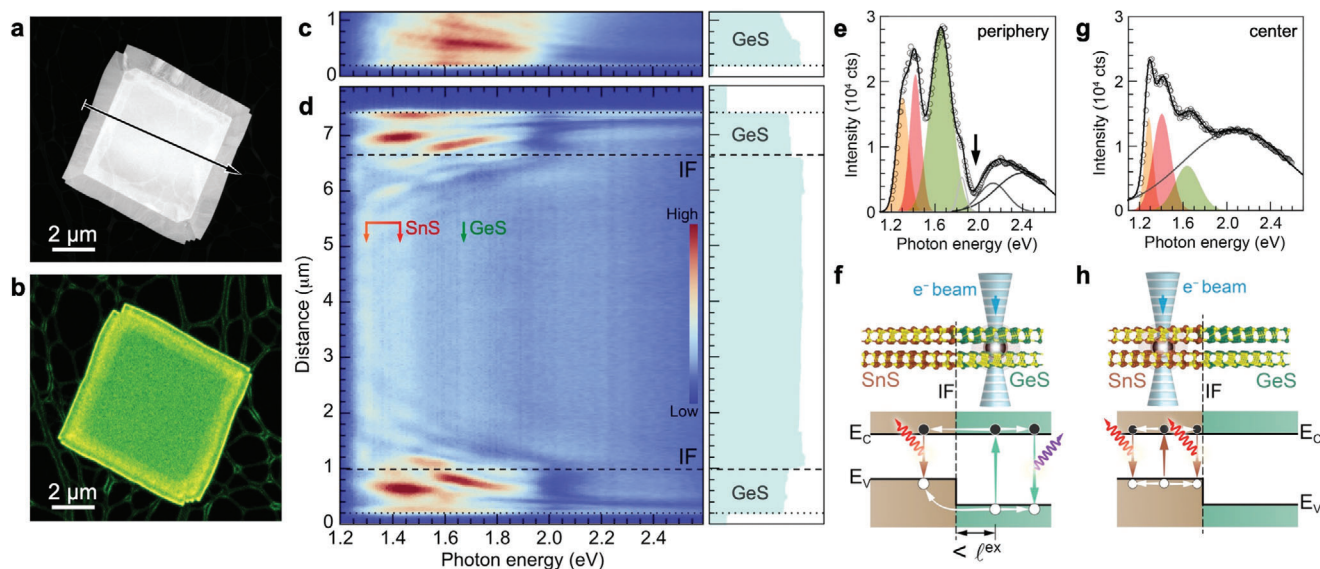 a
2 μm
b
2 μm
c
1
0
GeS
d
Distance (μm)
7
6
5
4
3
2
1
0
IF
SnS
GeS
High
Low
IF
GeS
GeS
1.2 1.4 1.6 1.8 2.0 2.2 2.4
Photon energy (eV)
e
periphery
Intensity (10⁴ cts)
3
2
1
0
1.2 1.6 2.0 2.4
Photon energy (eV)
f
e⁻ beam
SnS
GeS
IF
E_C
E_V
< ℓ^ex
g
center
Intensity (10⁴ cts)
4
3
2
1
0
1.2 1.6 2.0 2.4
Photon energy (eV)
h
e⁻ beam
SnS
GeS
IF
E_C
E_V